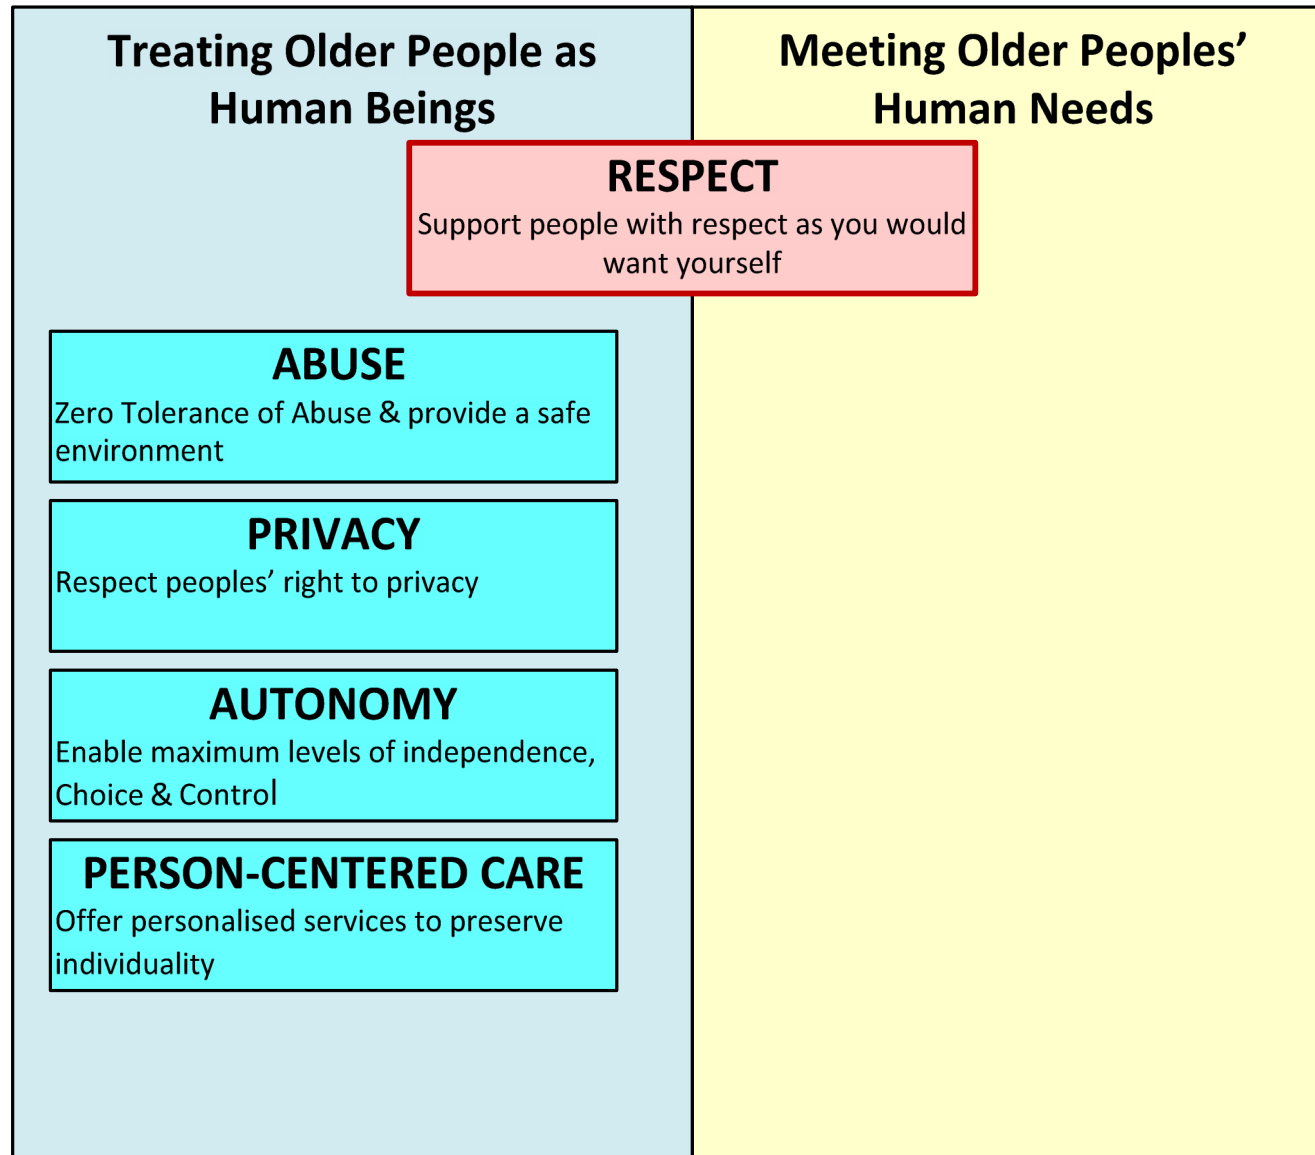 Treating Older People as
Human Beings
Meeting Older Peoples’
Human Needs
RESPECT
Support people with respect as you would
want yourself
ABUSE
Zero Tolerance of Abuse & provide a safe
environment
PRIVACY
Respect peoples’ right to privacy
AUTONOMY
Enable maximum levels of independence,
Choice & Control
PERSON-CENTERED CARE
Offer personalised services to preserve
individuality